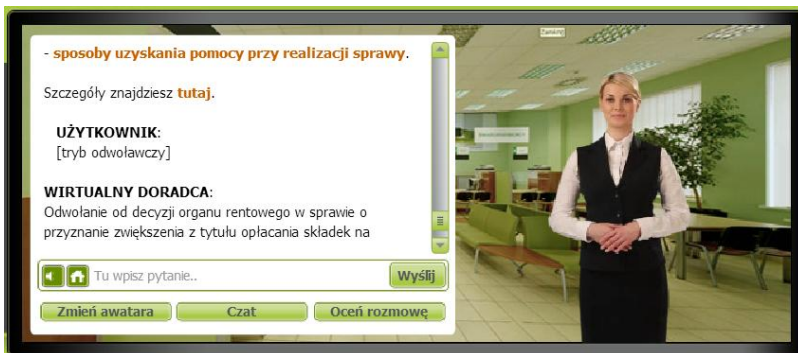 - sposoby uzyskania pomocy przy realizacji sprawy.
Szczegóły znajdziesz tutaj.
UŻYTKOWNIK:
[tryb odwoławczy]
WIRTUALNY DORADCA:
Odwołanie od decyzji organu rentowego w sprawie o
przyznanie zwiększenia z tytułu opłacania składek na
Tu wpisz pytanie..
Wyślij
Zmień awatara
Czat
Oceń rozmowę
Zamknij